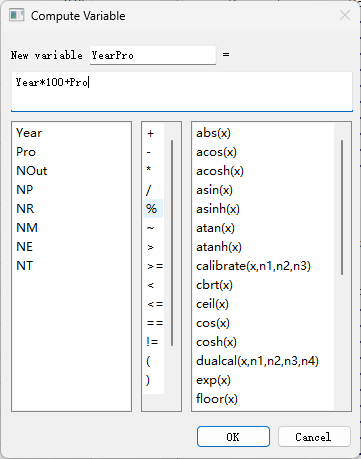 Compute Variable
New variable YearPro =
Year*100+Pro
Year
Pro
NOut
NP
NR
NM
NE
NT
+
-
*
/
%
~
>
>=
<
<=
==
!=
(
)
abs(x)
acos(x)
acosh(x)
asin(x)
asinh(x)
atan(x)
atanh(x)
calibrate(x,n1,n2,n3)
cbrt(x)
ceil(x)
cos(x)
cosh(x)
dualcal(x,n1,n2,n3,n4)
exp(x)
floor(x)
OK
Cancel